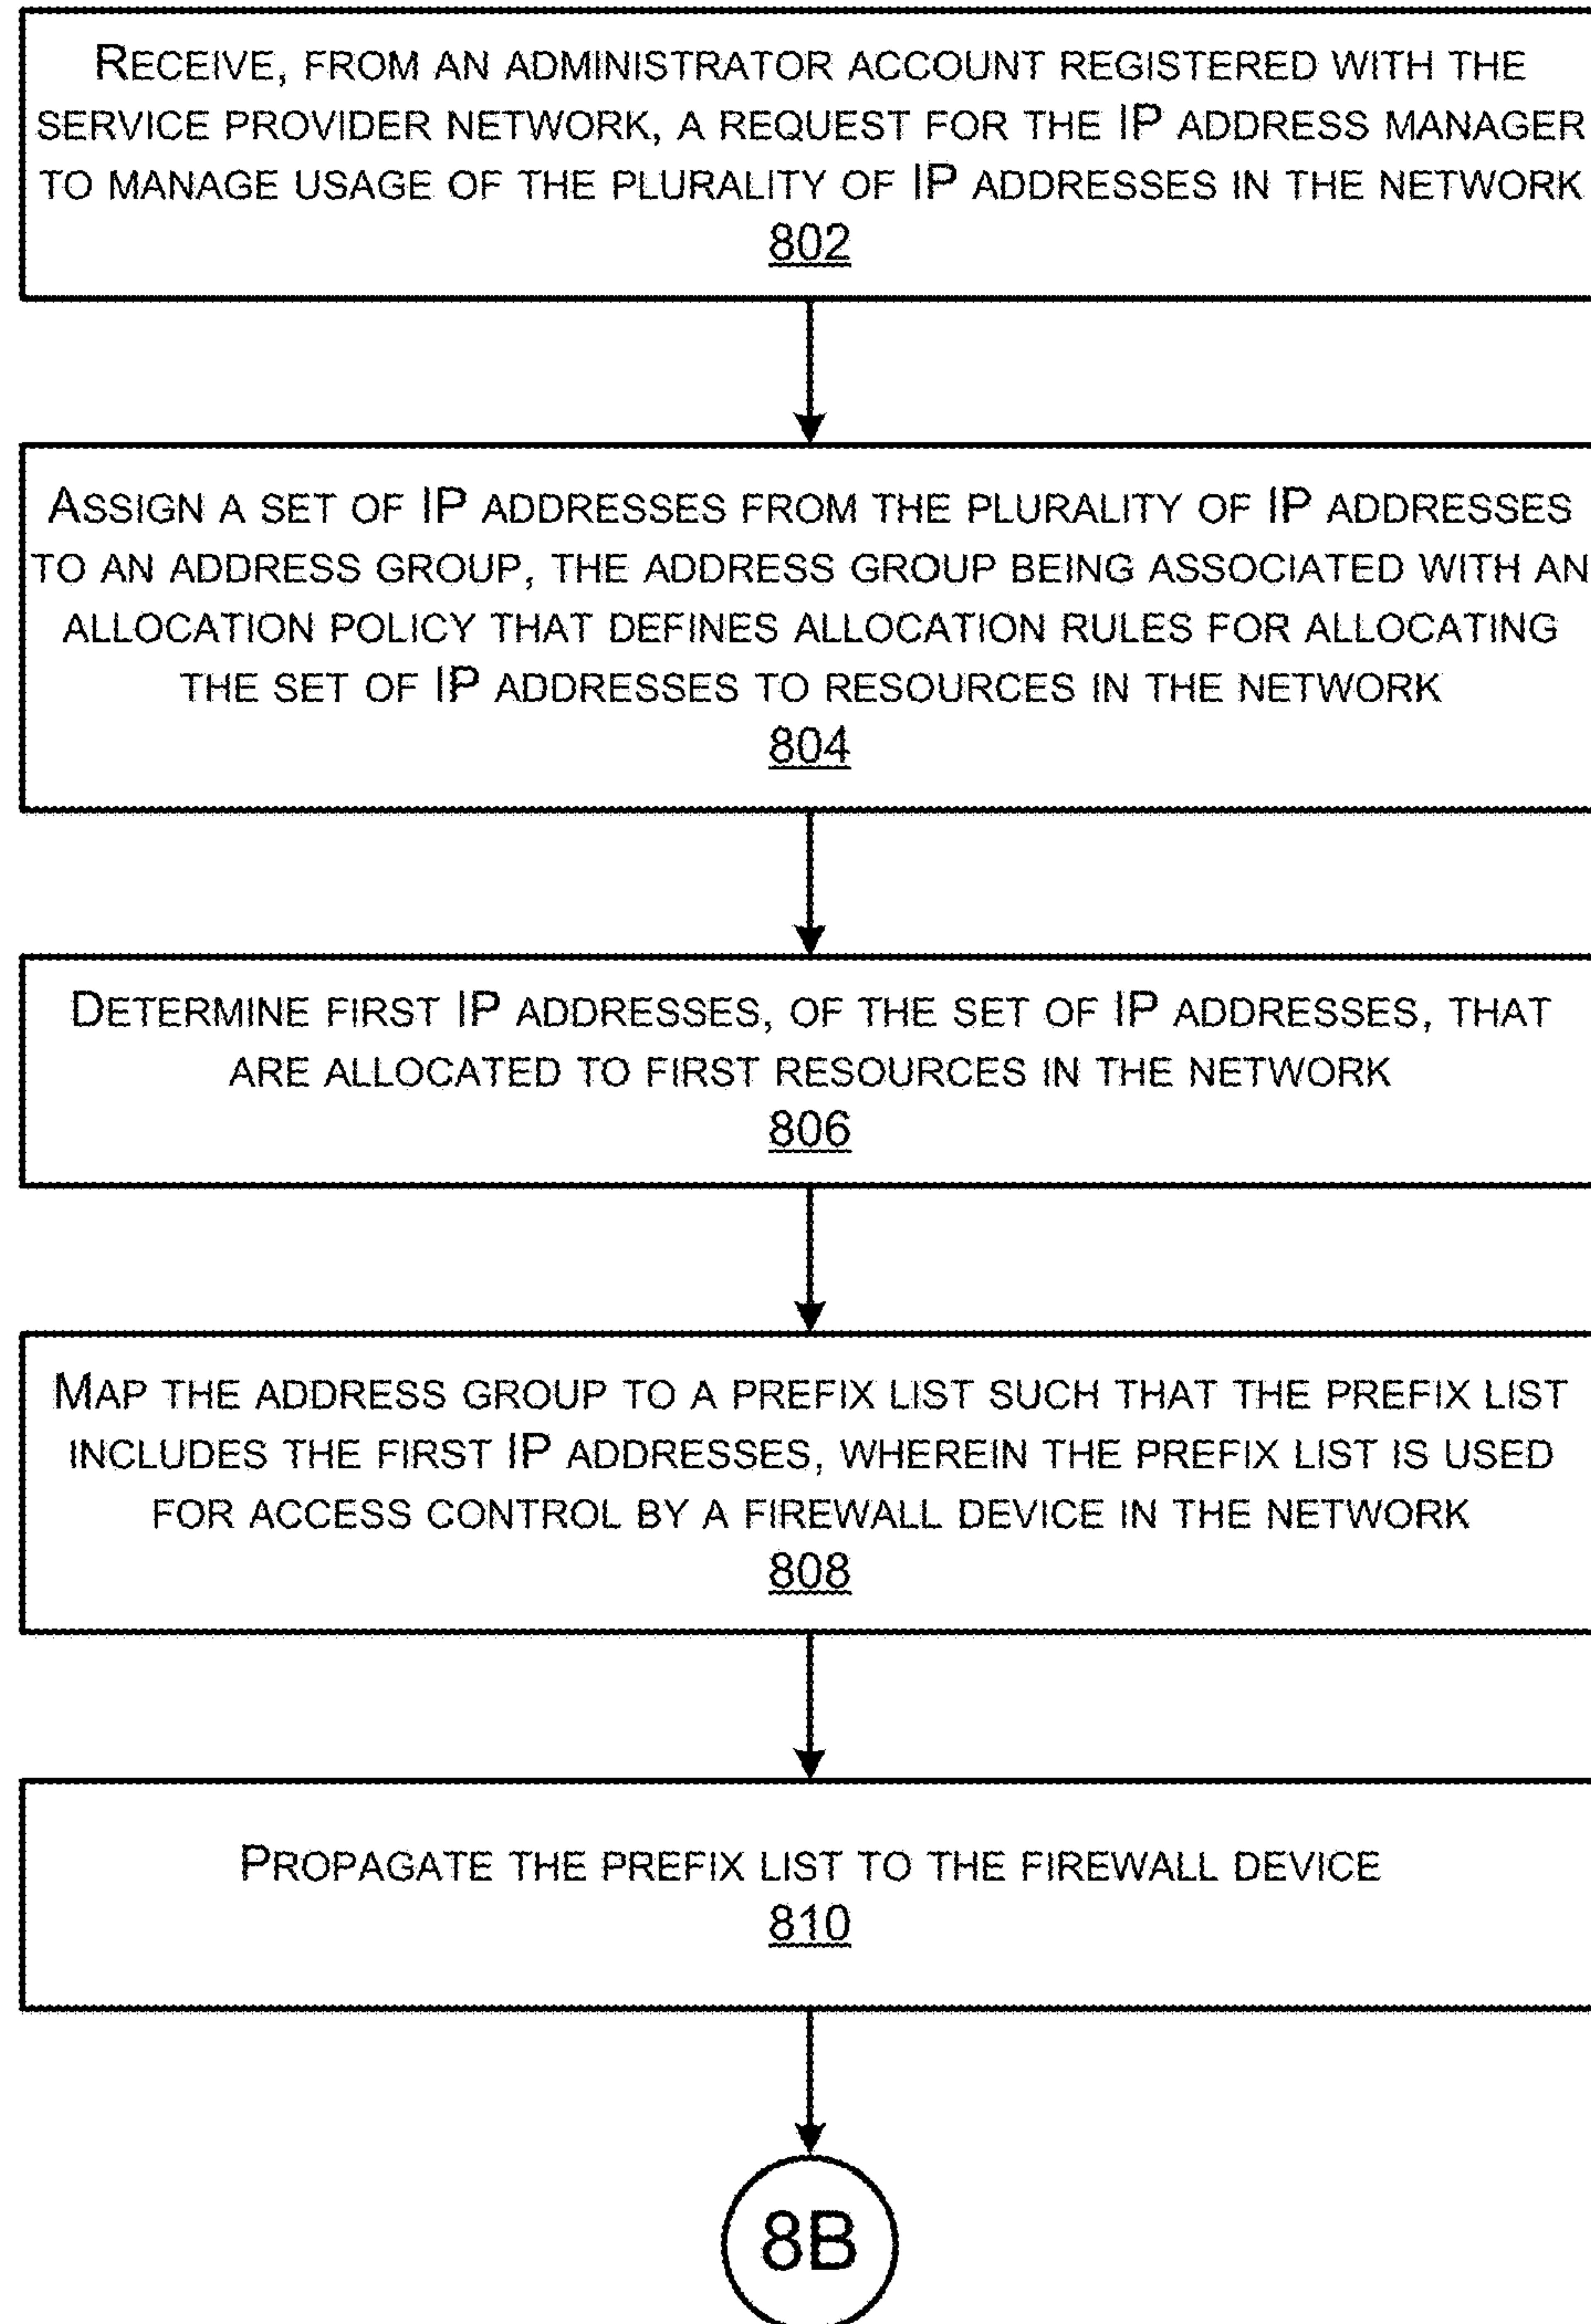 RECEIVE, FROM AN ADMINISTRATOR ACCOUNT REGISTERED WITH THE
SERVICE PROVIDER NETWORK, A REQUEST FOR THE IP ADDRESS MANAGER
TO MANAGE USAGE OF THE PLURALITY OF IP ADDRESSES IN THE NETWORK
802
ASSIGN A SET OF IP ADDRESSES FROM THE PLURALITY OF IP ADDRESSES
TO AN ADDRESS GROUP, THE ADDRESS GROUP BEING ASSOCIATED WITH AN
ALLOCATION POLICY THAT DEFINES ALLOCATION RULES FOR ALLOCATING
THE SET OF IP ADDRESSES TO RESOURCES IN THE NETWORK
804
DETERMINE FIRST IP ADDRESSES, OF THE SET OF IP ADDRESSES, THAT
ARE ALLOCATED TO FIRST RESOURCES IN THE NETWORK
806
MAP THE ADDRESS GROUP TO A PREFIX LIST SUCH THAT THE PREFIX LIST
INCLUDES THE FIRST IP ADDRESSES, WHEREIN THE PREFIX LIST IS USED
FOR ACCESS CONTROL BY A FIREWALL DEVICE IN THE NETWORK
808
PROPAGATE THE PREFIX LIST TO THE FIREWALL DEVICE
810
8B